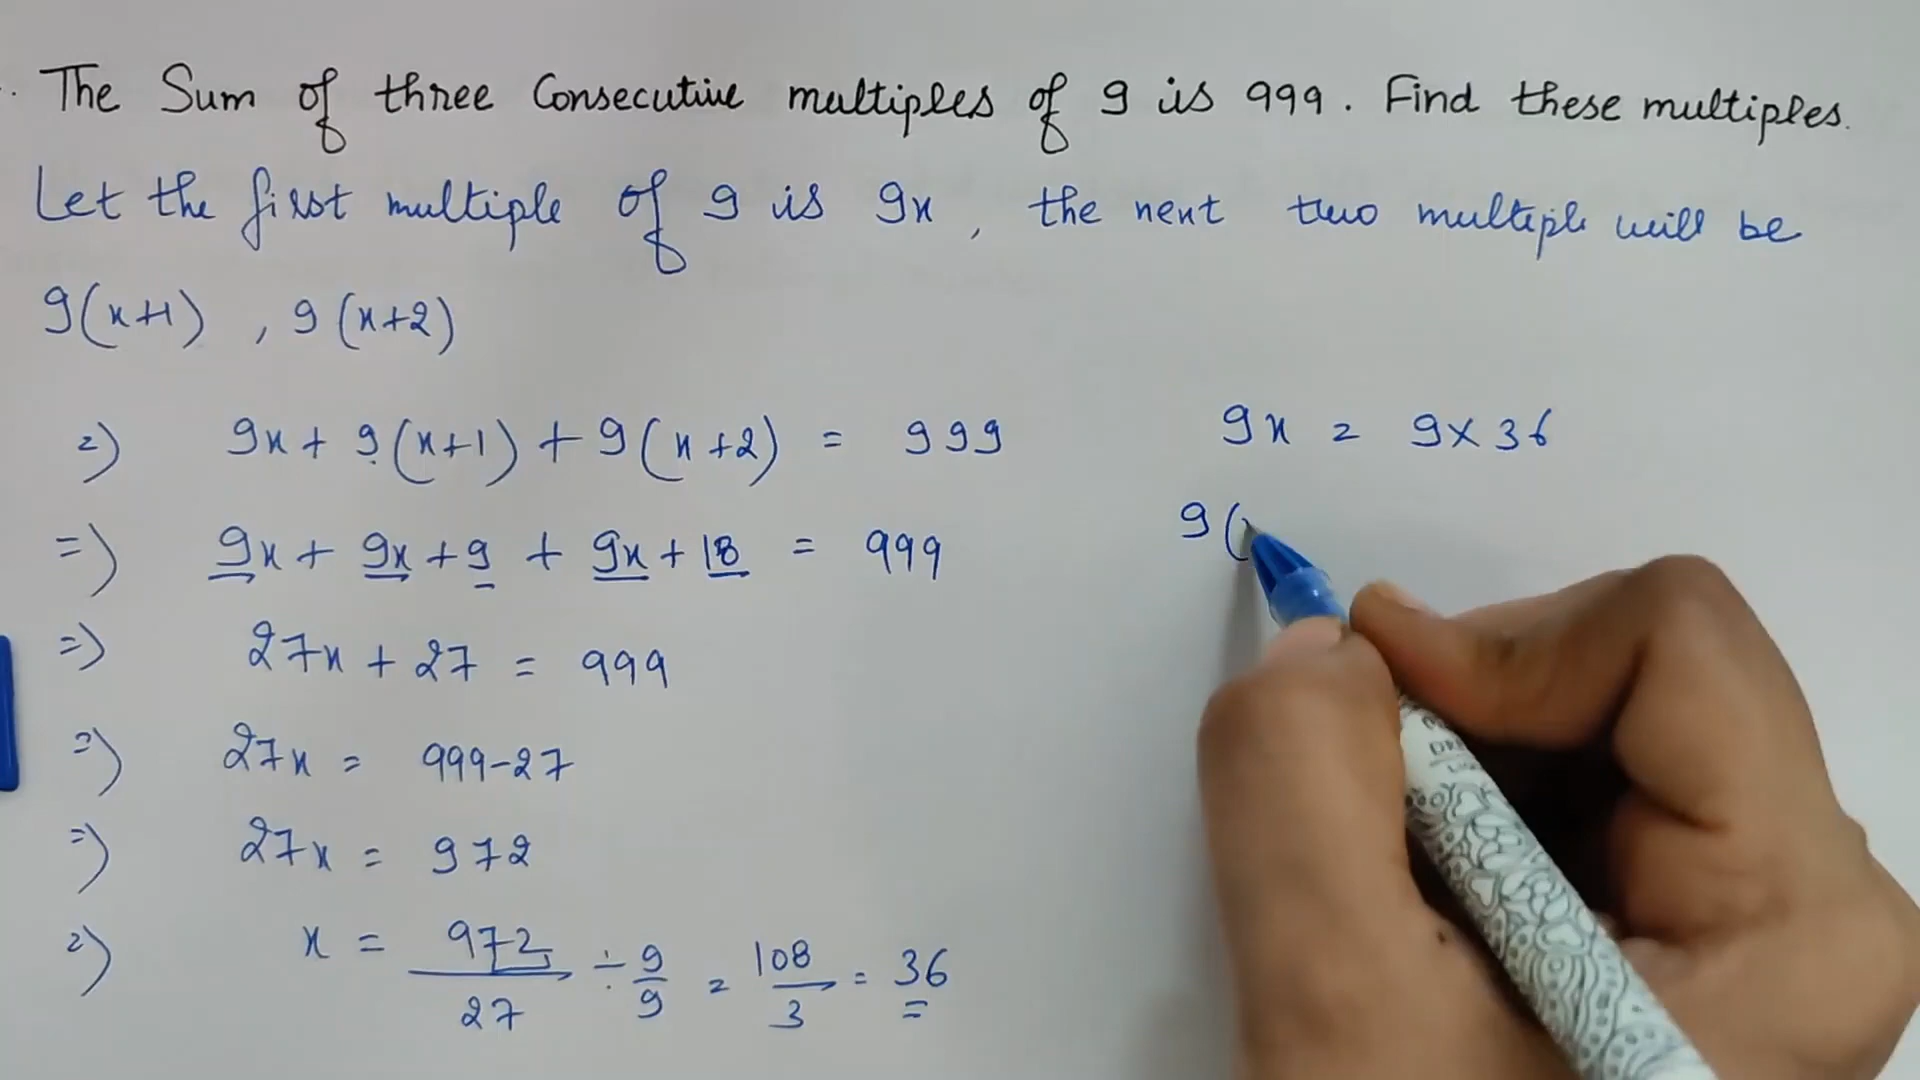 The Sum of three Consecutive multiples of 9 is 999. Find these multiples.
Let the first multiple of 9 is 9x, the next two multiple will be
9(x+1), 9(x+2)
=) 9x + 9(x+1) + 9(x+2) = 999
=) 9x + 9x + 9 + 9x + 18 = 999
=) 27x + 27 = 999
=) 27x = 999-27
=) 27x = 972
=) x = 972/27 ÷ 9/9 = 108/3 = 36
9x = 9×36
9(